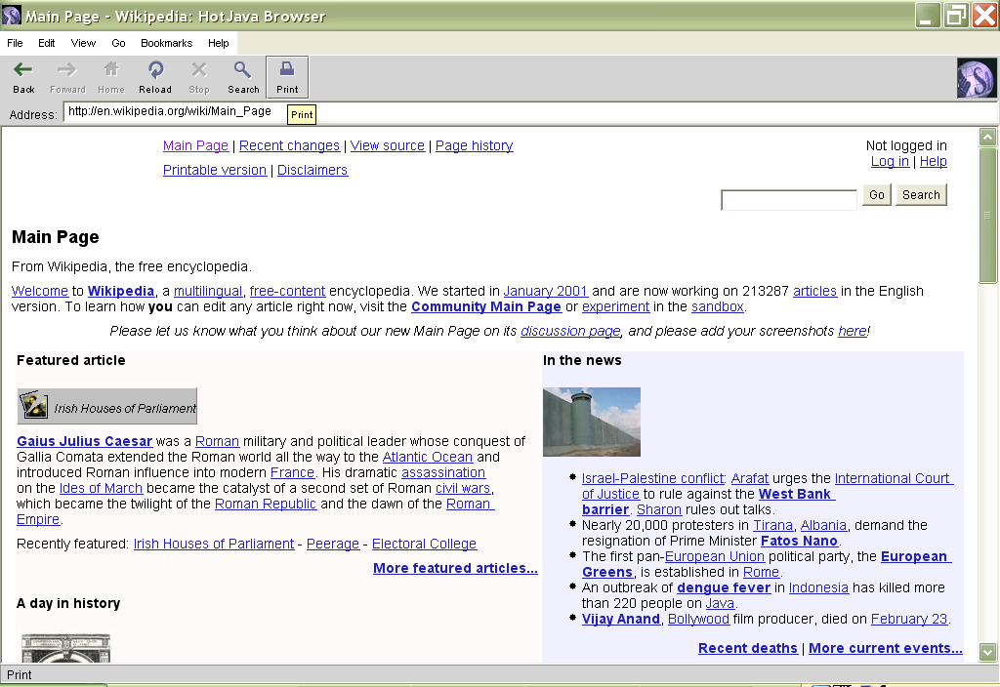 Main Page - Wikipedia: HotJava Browser
File Edit View Go Bookmarks Help
Back Forward Home Reload Stop Search Print
Address: http://en.wikipedia.org/wiki/Main_Page
Print
Main Page | Recent changes | View source | Page history
Not logged in
Printable version | Disclaimers
Log in | Help
Go Search
Main Page
From Wikipedia, the free encyclopedia.
Welcome to Wikipedia, a multilingual, free-content encyclopedia. We started in January 2001 and are now working on 213287 articles in the English
version. To learn how you can edit any article right now, visit the Community Main Page or experiment in the sandbox.
Please let us know what you think about our new Main Page on its discussion page, and please add your screenshots here!
Featured article
Irish Houses of Parliament
Gaius Julius Caesar was a Roman military and political leader whose conquest of
Gallia Comata extended the Roman world all the way to the Atlantic Ocean and
introduced Roman influence into modern France. His dramatic assassination
on the Ides of March became the catalyst of a second set of Roman civil wars,
which became the twilight of the Roman Republic and the dawn of the Roman
Empire.
Recently featured: Irish Houses of Parliament - Peerage - Electoral College
More featured articles...
A day in history
In the news
Israel-Palestine conflict: Arafat urges the International Court
of Justice to rule against the West Bank
barrier. Sharon rules out talks.
Nearly 20,000 protesters in Tirana, Albania, demand the
resignation of Prime Minister Fatos Nano.
The first pan-European Union political party, the European
Greens, is established in Rome.
An outbreak of dengue fever in Indonesia has killed more
than 220 people on Java.
Vijay Anand, Bollywood film producer, died on February 23.
Recent deaths | More current events...
Print